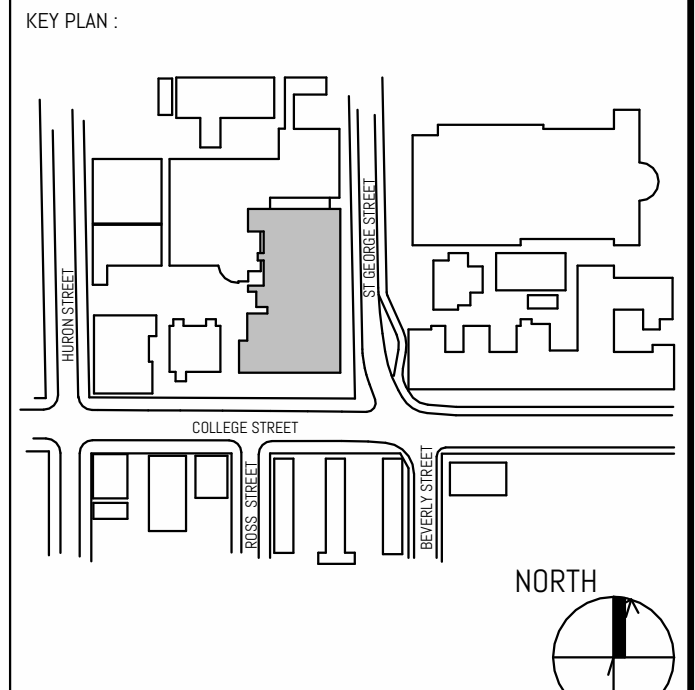 KEY PLAN :
HURON STREET
ST GEORGE STREET
COLLEGE STREET
ROSS STREET
BEVERLY STREET
NORTH